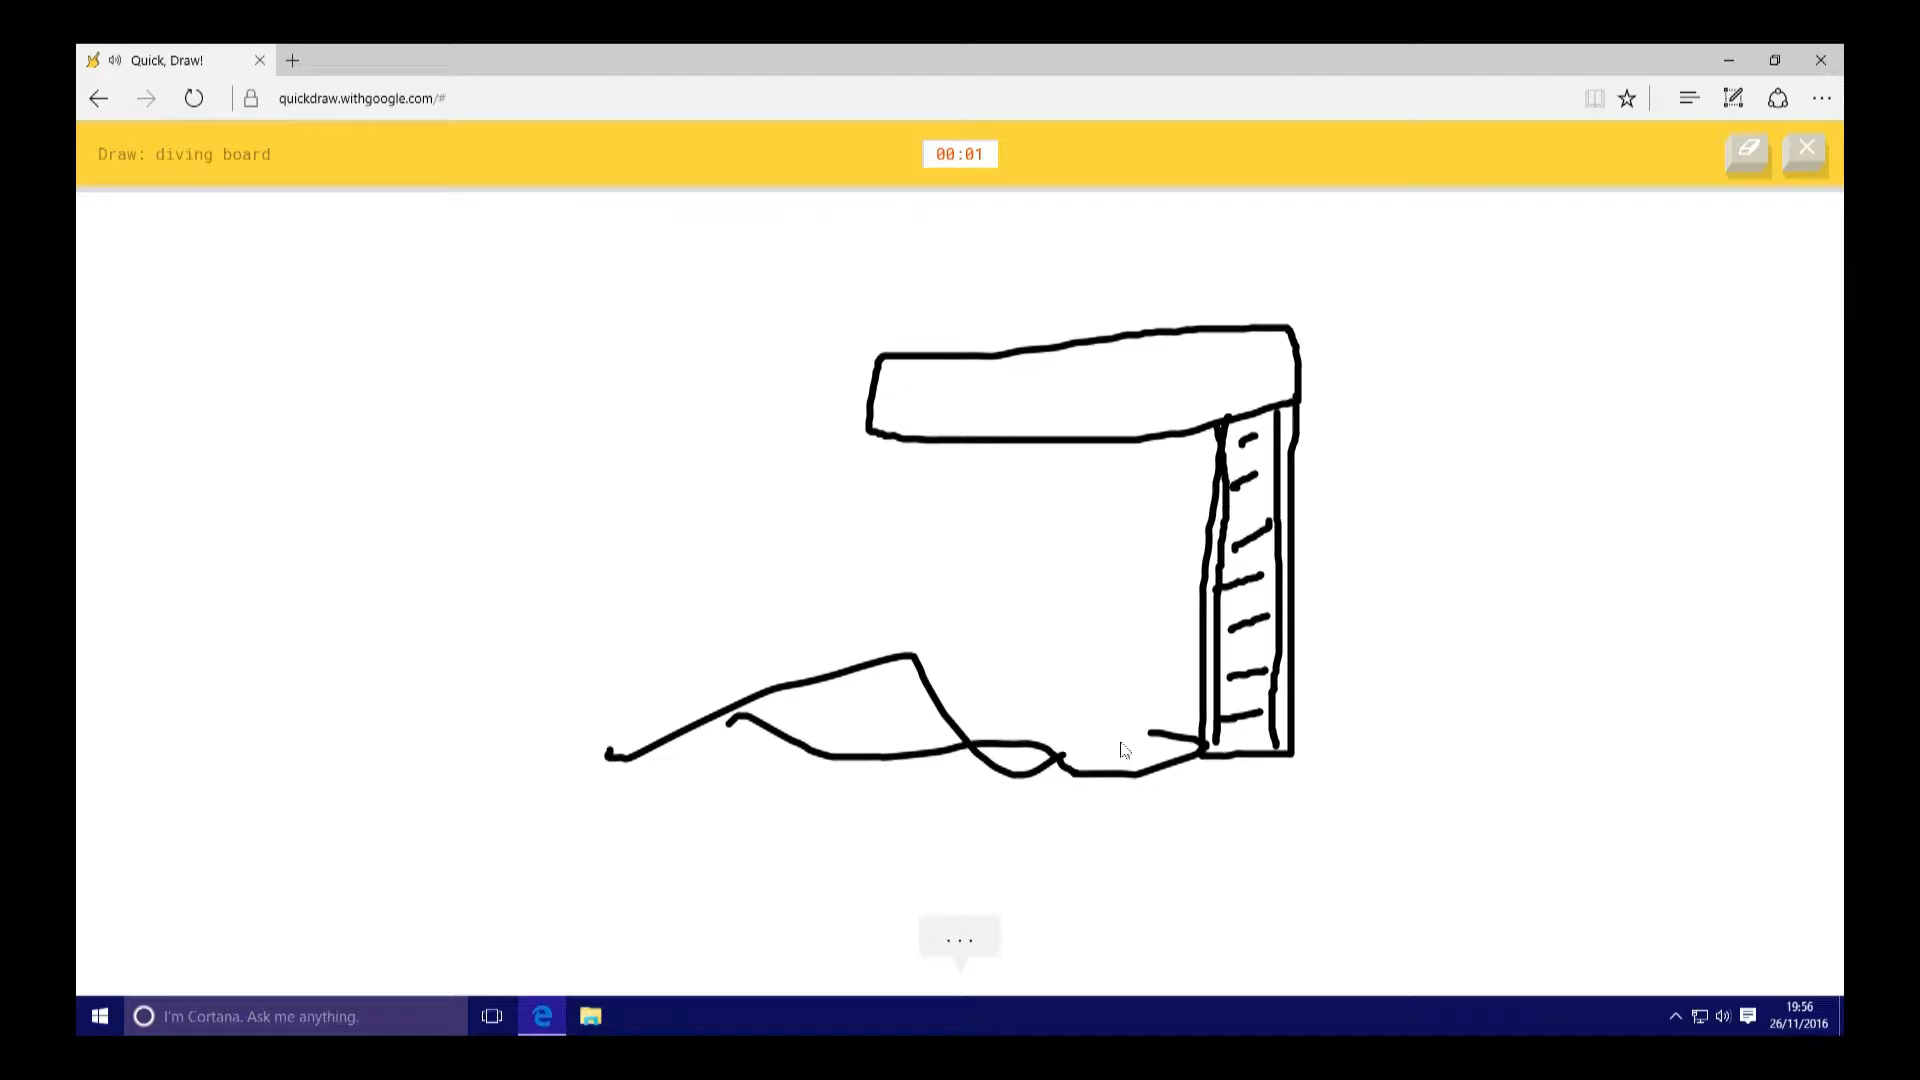 Quick, Draw!
quickdraw.withgoogle.com/#
Draw: diving board
00:01
...
I'm Cortana. Ask me anything.
19:56
26/11/2016